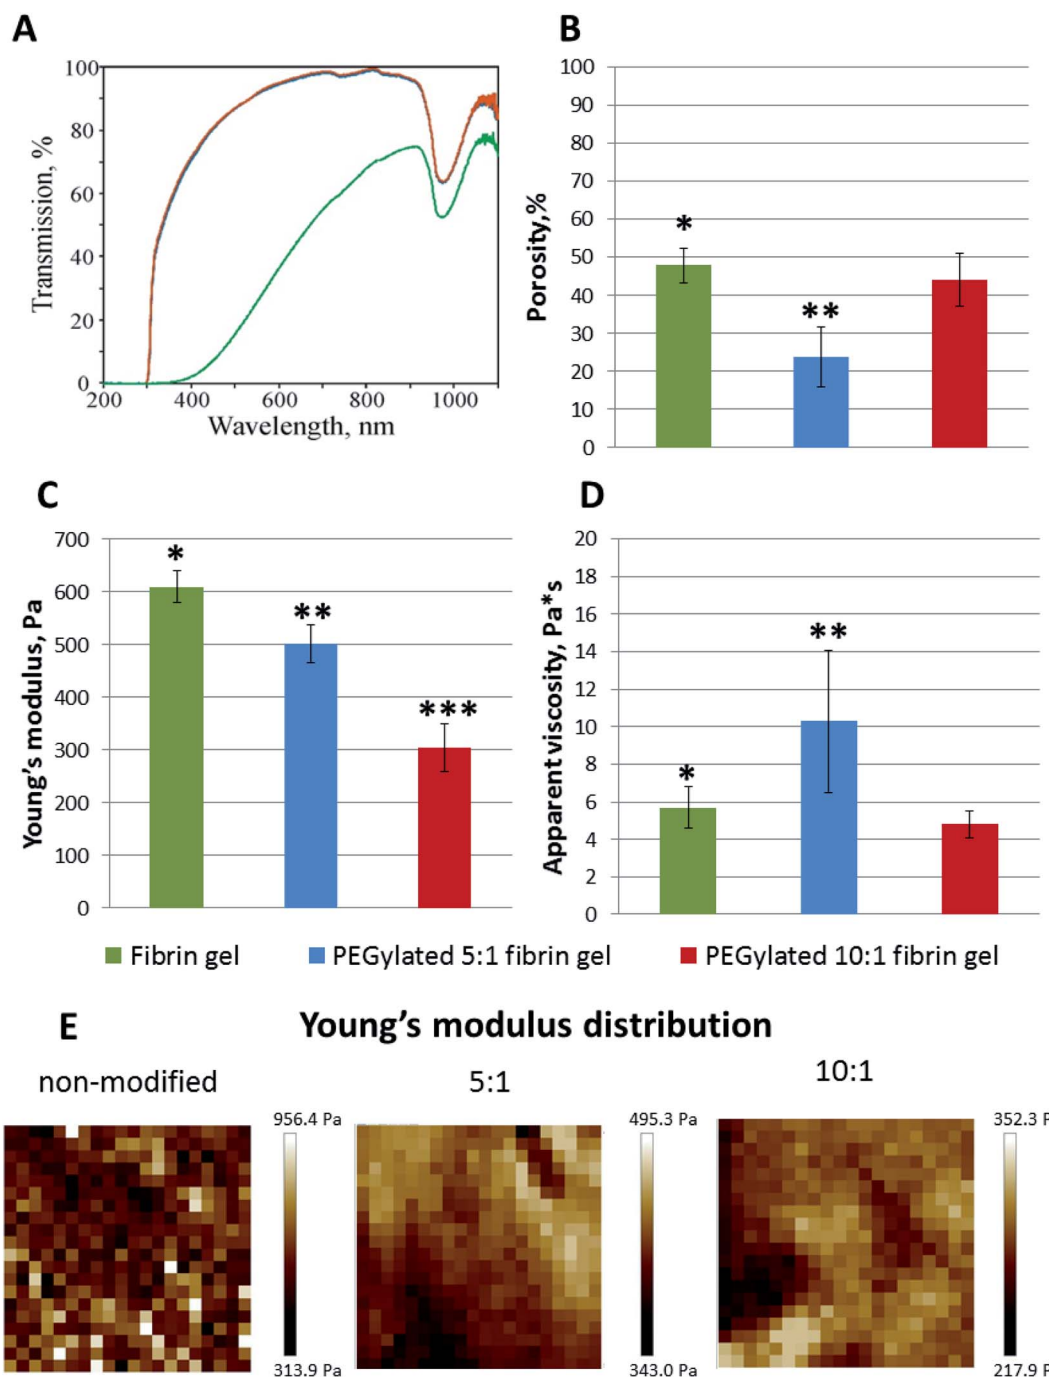 A
Transmission, %
100
80
60
40
20
0
200 400 600 800 1000
Wavelength, nm
B
Porosity,%
100
90
80
70
60
50
40
30
20
10
0
*
**
C
Young's modulus, Pa
700
600
500
400
300
200
100
0
*
**
***
D
Apparent viscosity, Pa*s
20
18
16
14
12
10
8
6
4
2
0
*
**
Fibrin gel PEGylated 5:1 fibrin gel PEGylated 10:1 fibrin gel
E Young's modulus distribution
non-modified 5:1 10:1
956.4 Pa 495.3 Pa 352.3 P
313.9 Pa 343.0 Pa 217.9 P